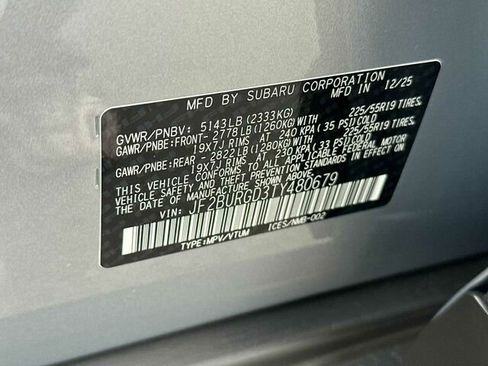 MFD BY SUBARU CORPORATION 12/25
GVWR/PNBV: 5143LB(2333KG)
GAWR/PNBE:FRONT- 2778LB(1260KG)WITH 225/55R19 TIRES,
19X7J RIMS AT 240 KPA(35 PSI)COLD
GAWR/PNBE:REAR - 2822LB(1280KG)WITH 225/55R19 TIRES,
19X7J RIMS AT 230 KPA(33 PSI)COLD
THIS VEHICLE CONFORMS TO ALL APPLICABLE FEDERAL MOTOR
VEHICLE SAFETY, BUMPER, AND THEFT PREVENTION STANDARDS
IN EFFECT ON THE DATE OF MANUFACTURE SHOWN ABOVE.
VIN: JF2BURGD3TY480679
TYPE:MPV/VTUM ICES/NMB-002